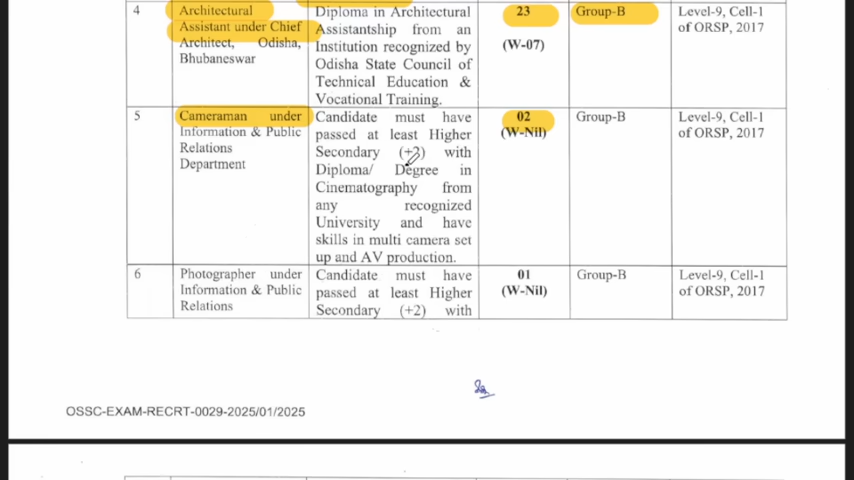 4
Architectural
Assistant under Chief
Architect, Odisha,
Bhubaneswar
Diploma in Architectural
Assistantship from an
Institution recognized by
Odisha State Council of
Technical Education &
Vocational Training.
23
(W-07)
Group-B
Level-9, Cell-1
of ORSP, 2017
5
Cameraman under
Information & Public
Relations
Department
Candidate must have
passed at least Higher
Secondary (+2) with
Diploma/ Degree in
Cinematography from
any recognized
University and have
skills in multi camera set
up and AV production.
02
(W-Nil)
Group-B
Level-9, Cell-1
of ORSP, 2017
6
Photographer under
Information & Public
Relations
Candidate must have
passed at least Higher
Secondary (+2) with
01
(W-Nil)
Group-B
Level-9, Cell-1
of ORSP, 2017
OSSC-EXAM-RECRT-0029-2025/01/2025